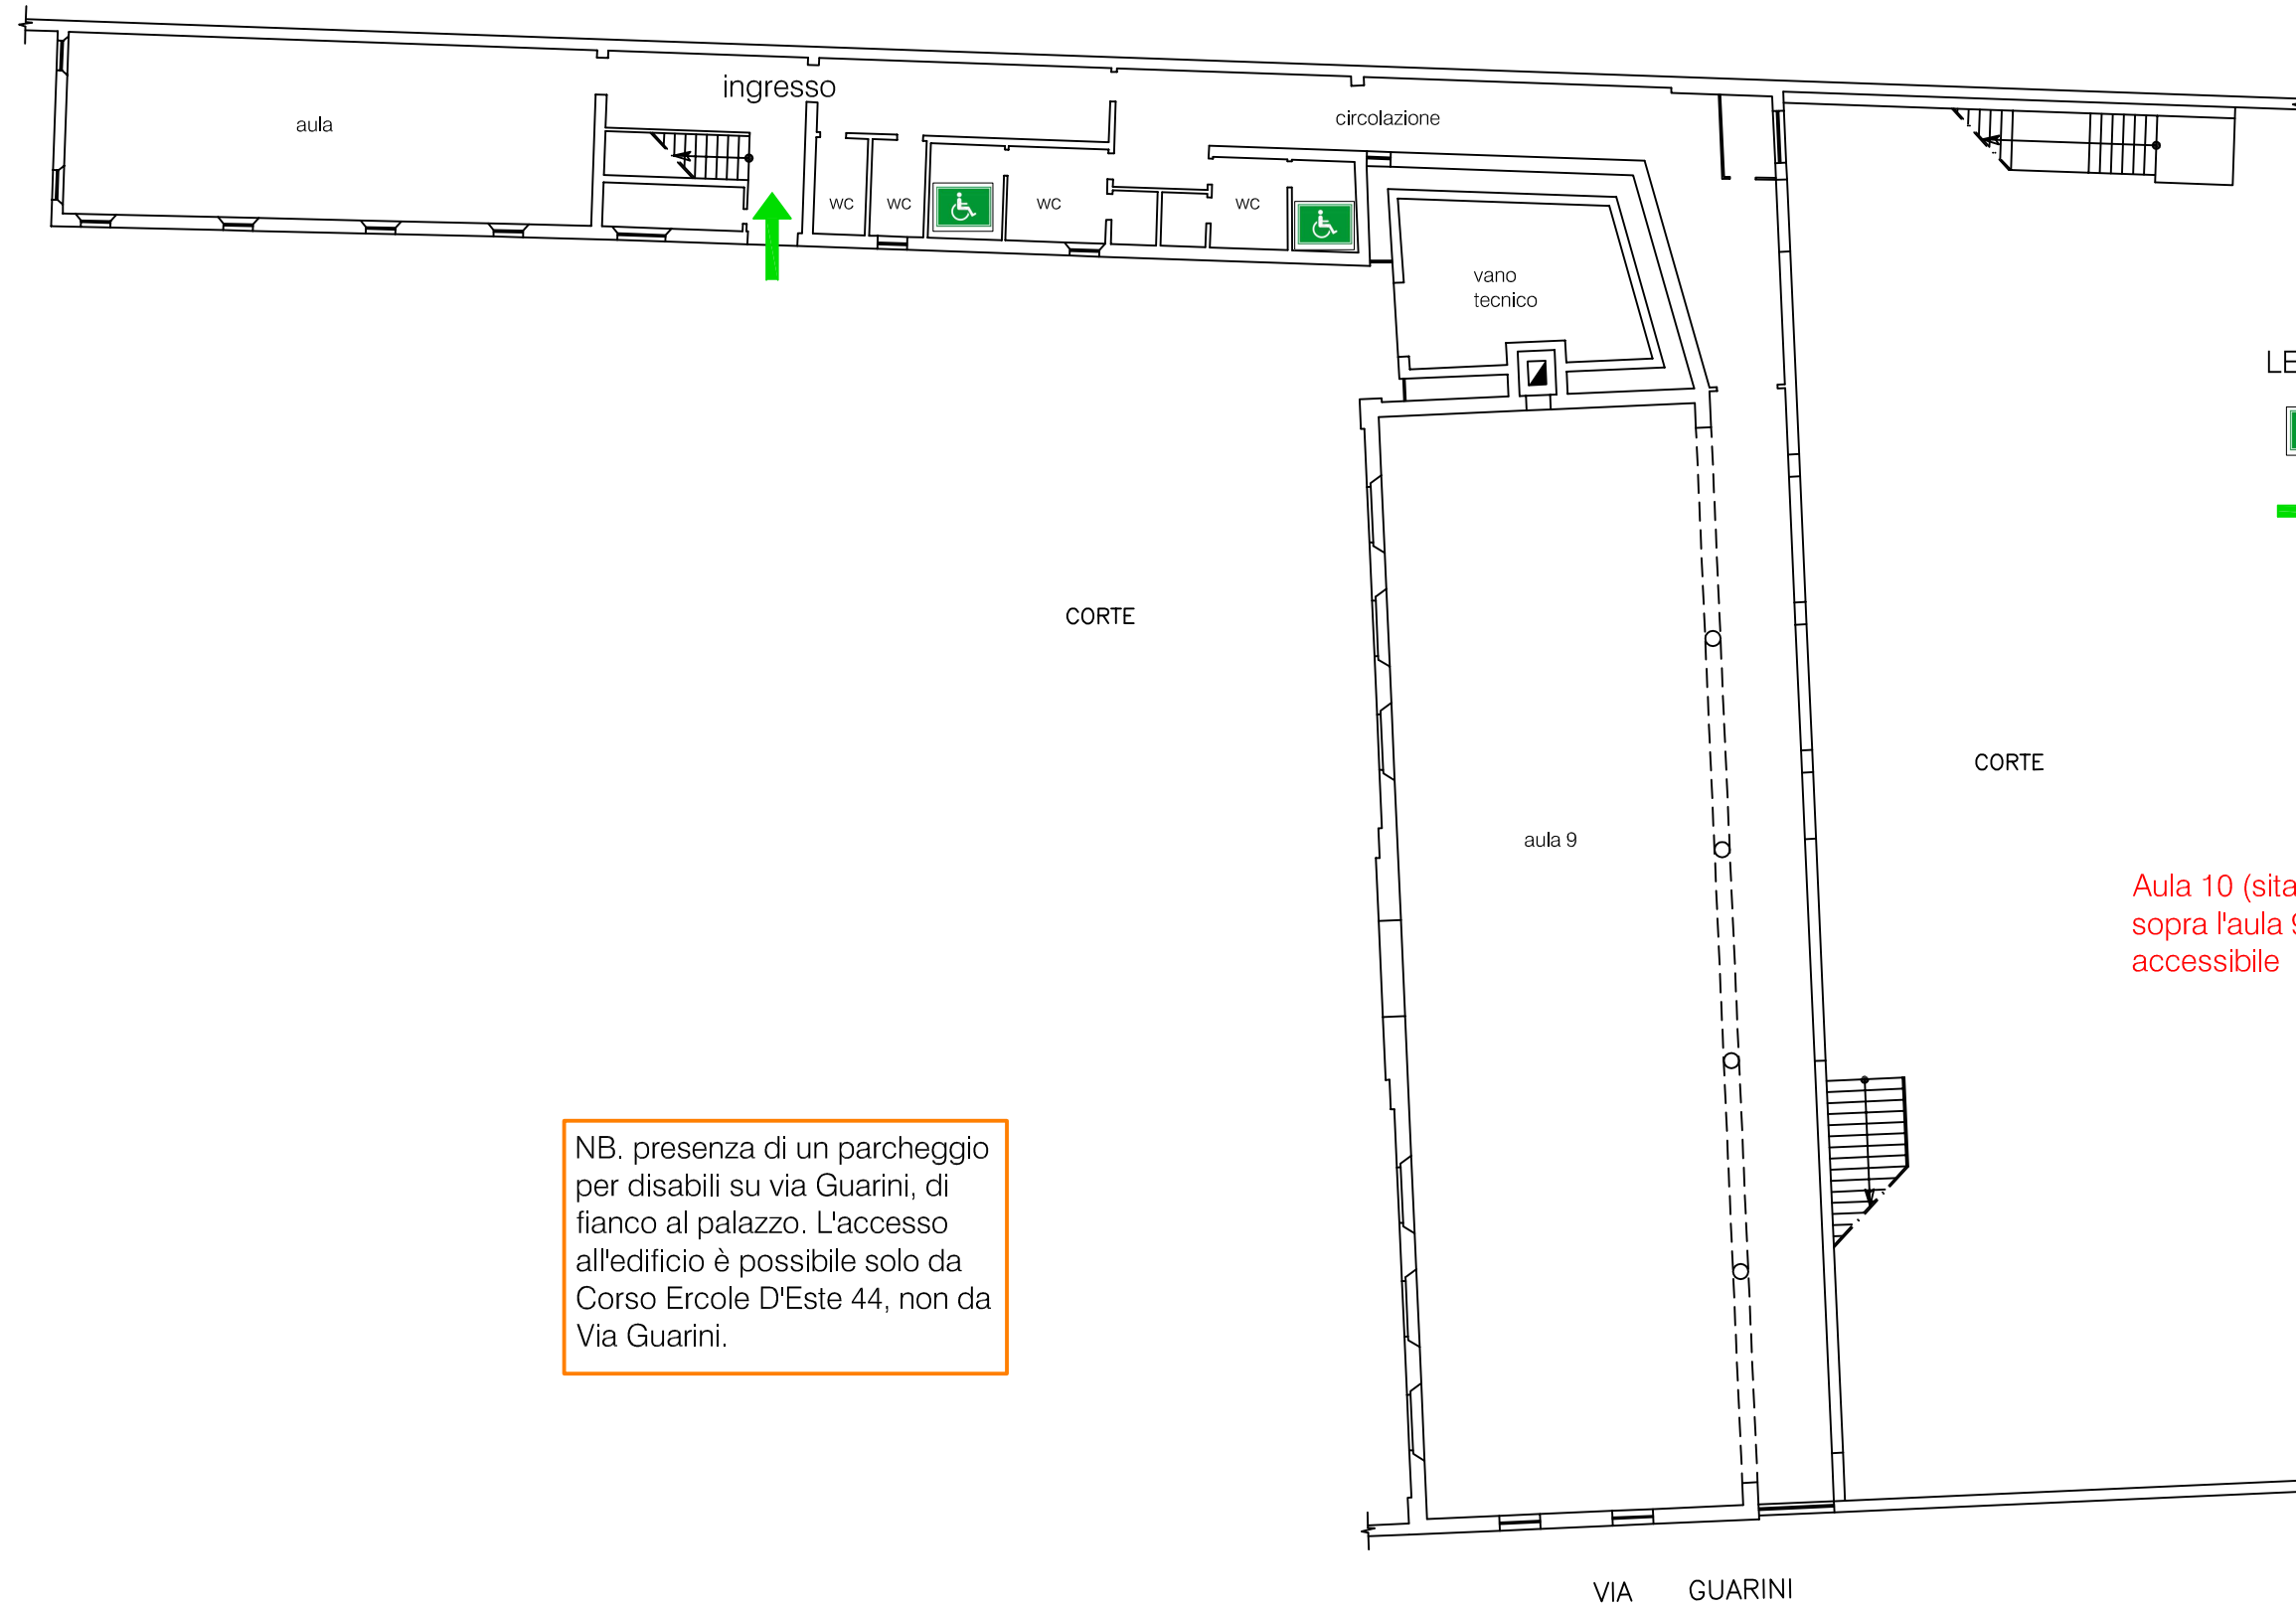 ingresso
aula
circolazione
wc
wc
wc
wc
vano
tecnico
LE
CORTE
CORTE
aula 9
Aula 10 (sita
sopra l'aula 9
accessibile
NB. presenza di un parcheggio
per disabili su via Guarini, di
fianco al palazzo. L'accesso
all'edificio è possibile solo da
Corso Ercole D'Este 44, non da
Via Guarini.
VIA GUARINI